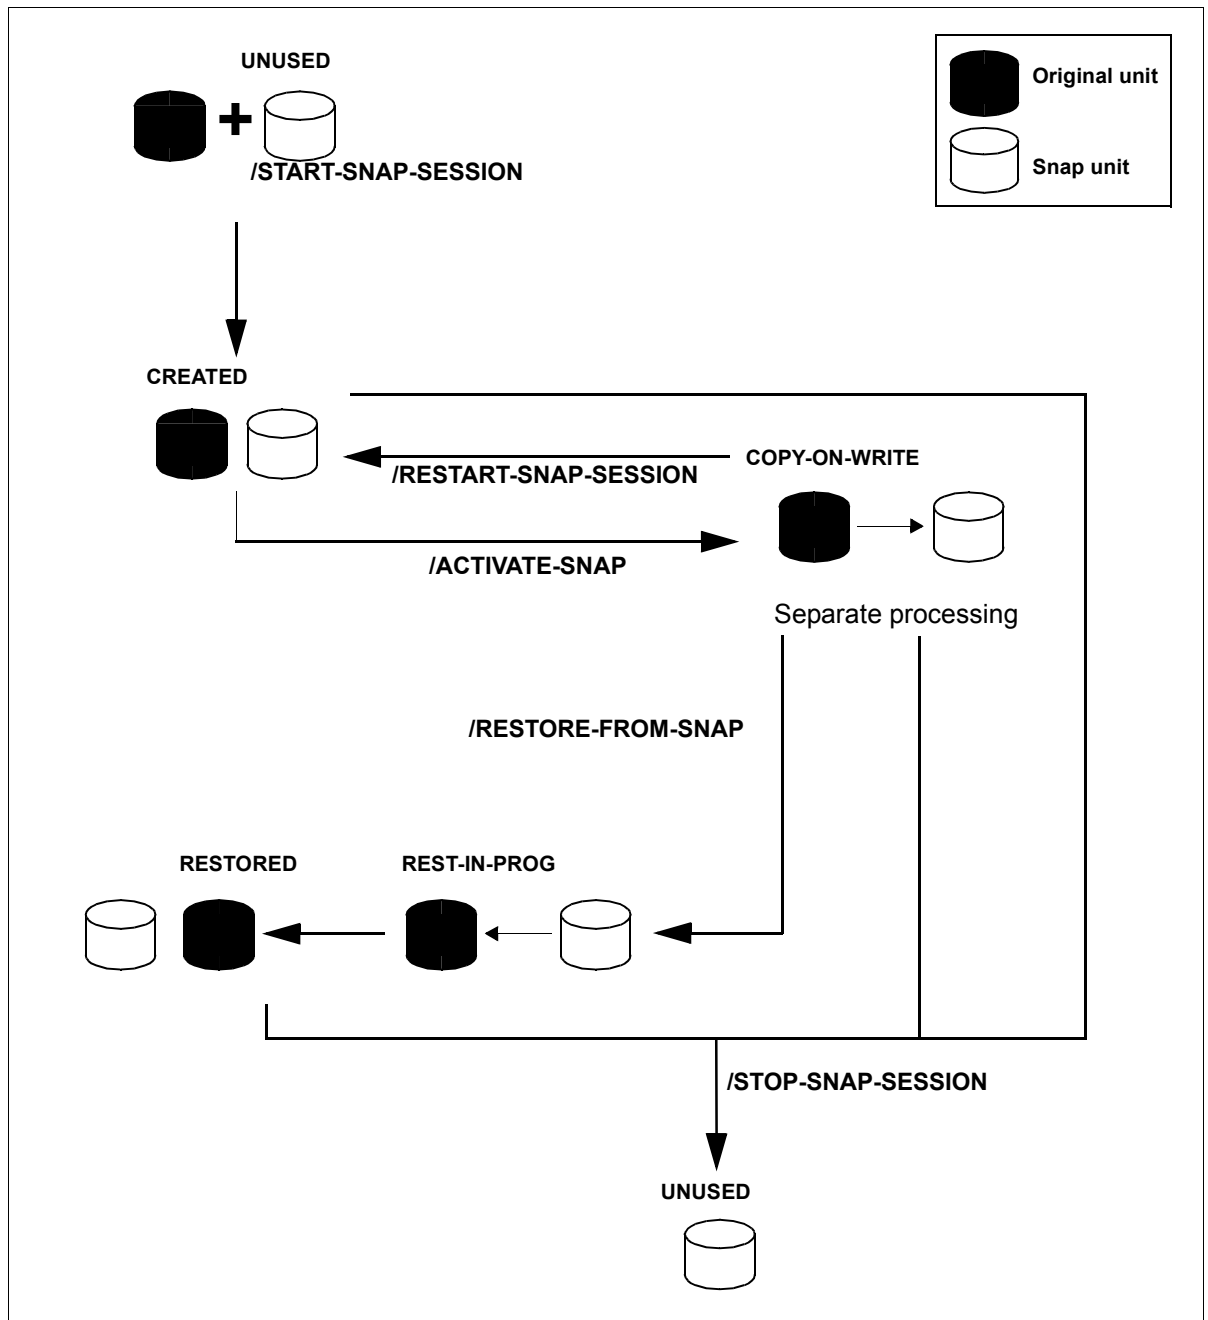 UNUSED
Original unit
Snap unit
/START-SNAP-SESSION
CREATED
/RESTART-SNAP-SESSION
COPY-ON-WRITE
/ACTIVATE-SNAP
Separate processing
/RESTORE-FROM-SNAP
RESTORED
REST-IN-PROG
/STOP-SNAP-SESSION
UNUSED